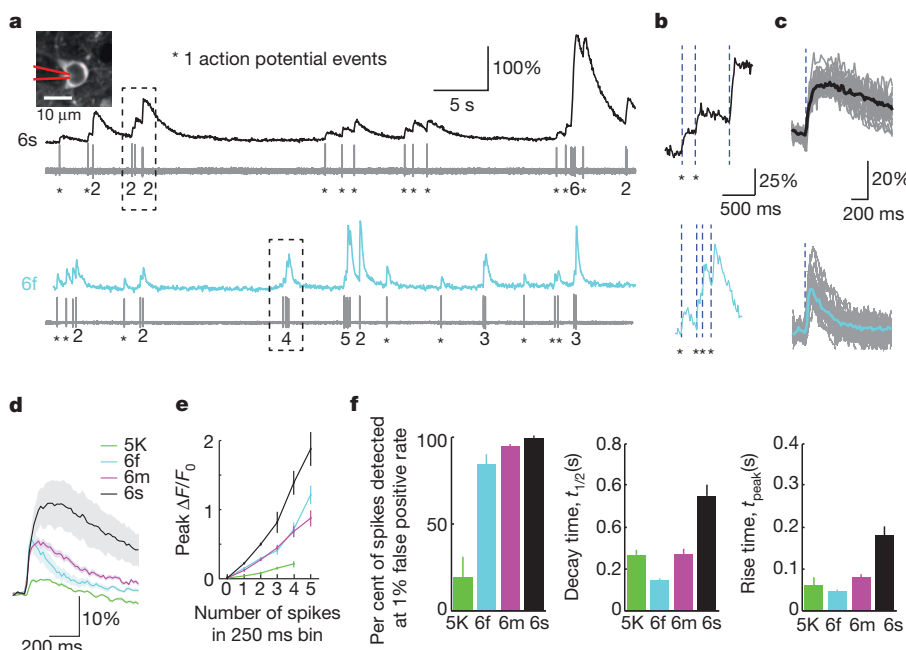 a
* 1 action potential events
100%
5 s
10 μm
6s
* * 2 2 2 * * * * * * * * 6 * 2
6f
* * 2 * 2 4 5 2 * * 3 * * * 3
b
* *
25%
500 ms
* * * *
c
20%
200 ms
d
5K
6f
6m
6s
10%
200 ms
e
Peak ΔF/F0
2
1
0
0 1 2 3 4 5
Number of spikes
in 250 ms bin
f
Per cent of spikes detected
at 1% false positive rate
100
50
0
5K 6f 6m 6s
Decay time, t1/2(s)
0.8
0.6
0.4
0.2
0
5K 6f 6m 6s
Rise time, tpeak(s)
0.4
0.3
0.2
0.1
0
5K 6f 6m 6s